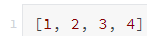 1 [1, 2, 3, 4]